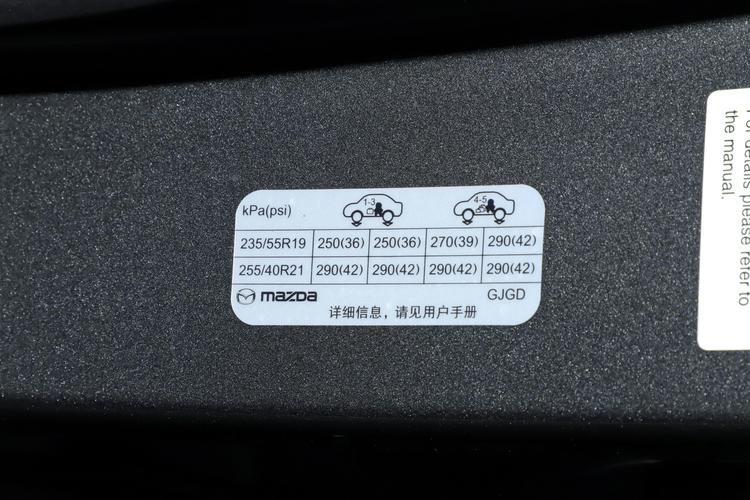 kPa(psi) 1-3 4-5
235/55R19 250(36) 250(36) 270(39) 290(42)
255/40R21 290(42) 290(42) 290(42) 290(42)
mazda GJGD
详细信息，请见用户手册
For details please refer to
the manual.